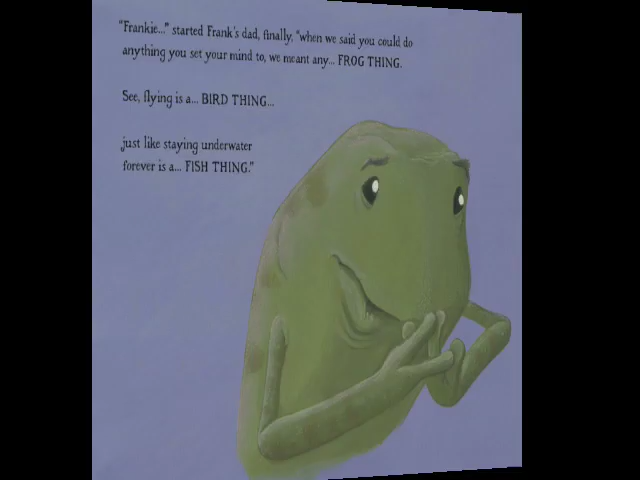 "Frankie..." started Frank's dad, finally, "when we said you could do
anything you set your mind to, we meant any... FROG THING.
See, flying is a... BIRD THING...
just like staying underwater
forever is a... FISH THING."